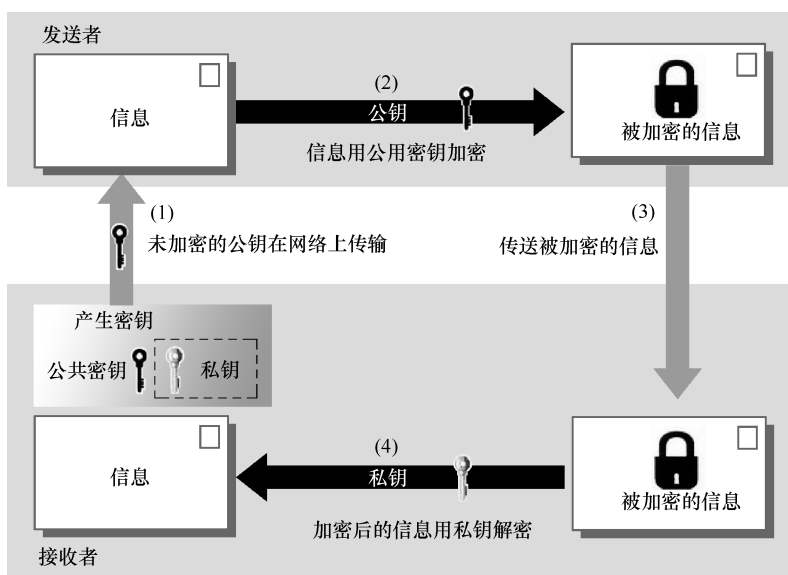 发送者
信息
(2)
公钥
信息用公用密钥加密
被加密的信息
(1)
未加密的公钥在网络上传输
(3)
传送被加密的信息
产生密钥
公共密钥
私钥
信息
(4)
私钥
加密后的信息用私钥解密
被加密的信息
接收者